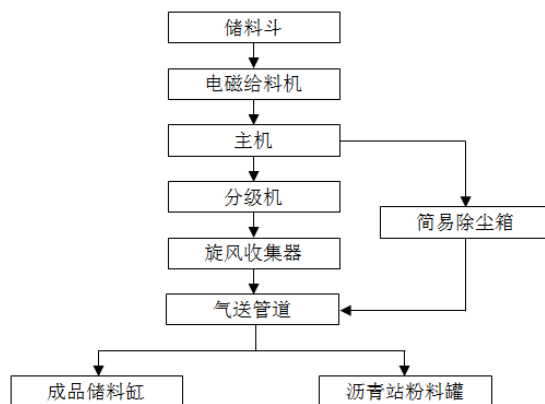 储料斗
电磁给料机
主机
分级机
简易除尘箱
旋风收集器
气送管道
成品储料缸
沥青站粉料罐